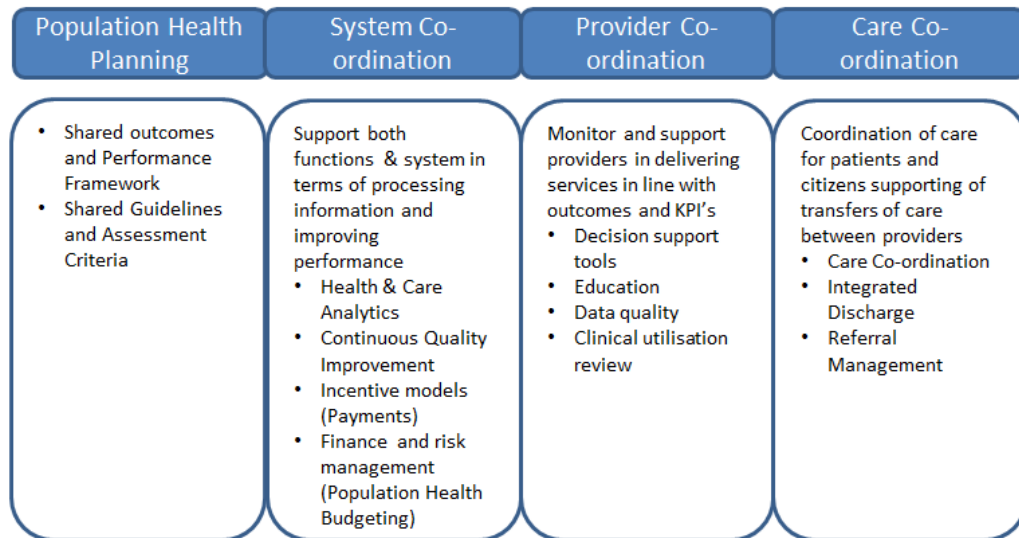 Population Health
Planning
System Co-
ordination
Provider Co-
ordination
Care Co-
ordination
• Shared outcomes
and Performance
Framework
• Shared Guidelines
and Assessment
Criteria
Support both
functions & system in
terms of processing
information and
improving
performance
• Health & Care
Analytics
• Continuous Quality
Improvement
• Incentive models
(Payments)
• Finance and risk
management
(Population Health
Budgeting)
Monitor and support
providers in delivering
services in line with
outcomes and KPI's
• Decision support
tools
• Education
• Data quality
• Clinical utilisation
review
Coordination of care
for patients and
citizens supporting of
transfers of care
between providers
• Care Co-ordination
• Integrated
Discharge
• Referral
Management